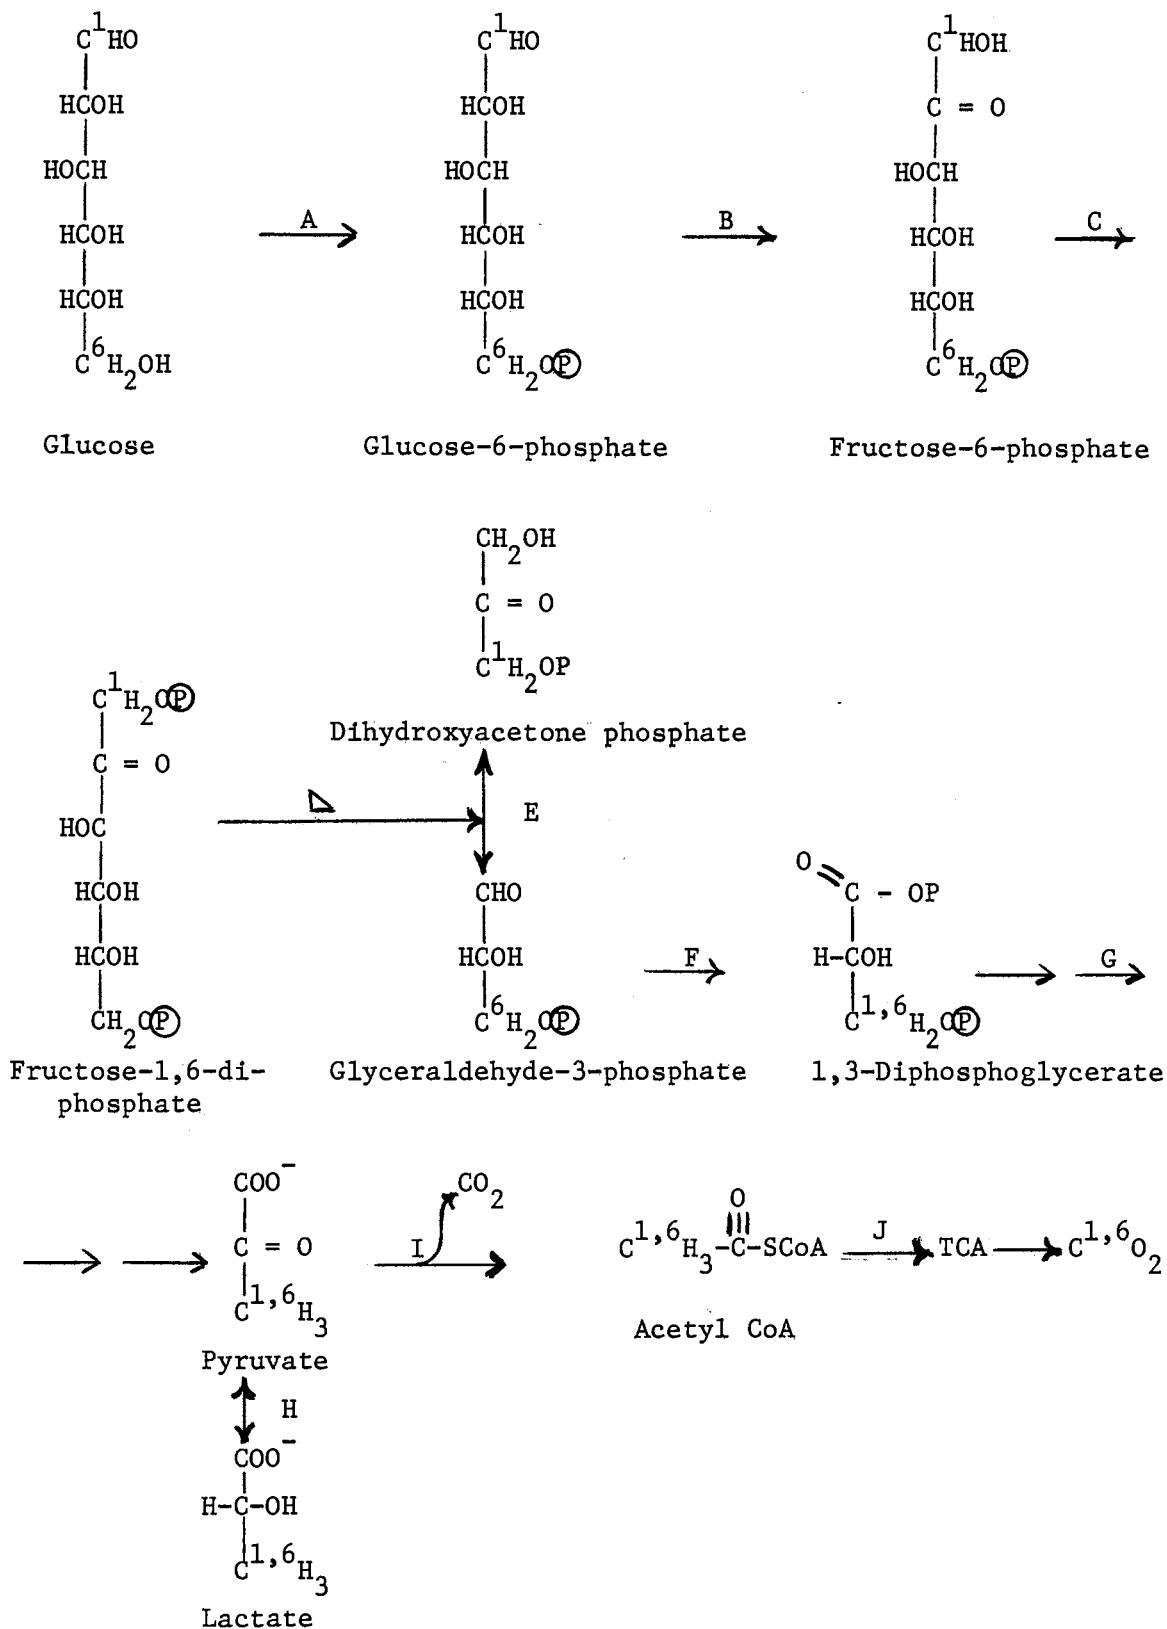 C¹HO
HCOH
HOCH
HCOH
HCOH
C⁶H₂OH
Glucose
A
C¹HO
HCOH
HOCH
HCOH
HCOH
C⁶H₂OⓅ
Glucose-6-phosphate
B
C¹HOH
C = O
HOCH
HCOH
HCOH
C⁶H₂OⓅ
Fructose-6-phosphate
C
C¹H₂OⓅ
C = O
HOC
HCOH
HCOH
CH₂OⓅ
Fructose-1,6-di-
phosphate
CH₂OH
C = O
C¹H₂OP
Dihydroxyacetone phosphate
E
CHO
HCOH
C⁶H₂OⓅ
Glyceraldehyde-3-phosphate
F
O
C - OP
H-COH
C¹,⁶H₂OⓅ
1,3-Diphosphoglycerate
G
COO⁻
C = O
C¹,⁶H₃
Pyruvate
H
COO⁻
H-C-OH
C¹,⁶H₃
Lactate
I
CO₂
O
C¹,⁶H₃-C-SCoA
Acetyl CoA
J
TCA
C¹,⁶O₂